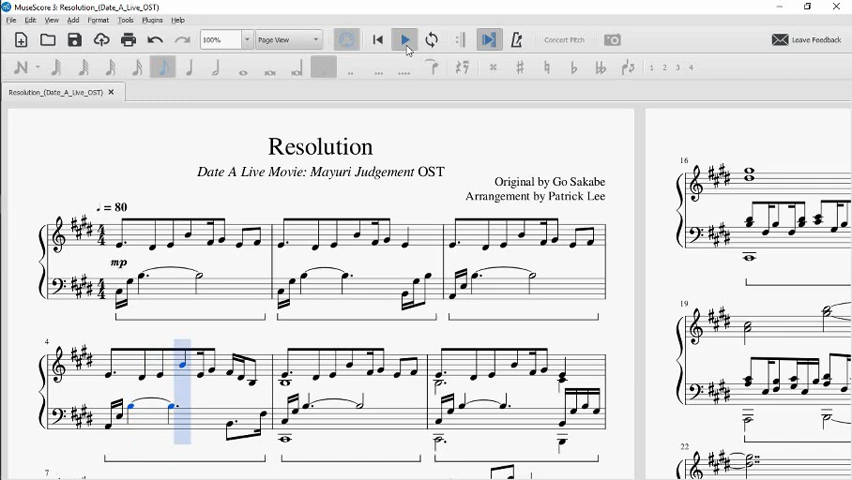 MuseScore 3: Resolution_(Date_A_Live_OST)
File Edit View Add Format Tools Plugins Help
100% Page View Concert Pitch Leave Feedback
1 2 3 4
Resolution_(Date_A_Live_OST)
Resolution
Date A Live Movie: Mayuri Judgement OST
Original by Go Sakabe
Arrangement by Patrick Lee
♩ = 80
mp
4
7
16
19
22